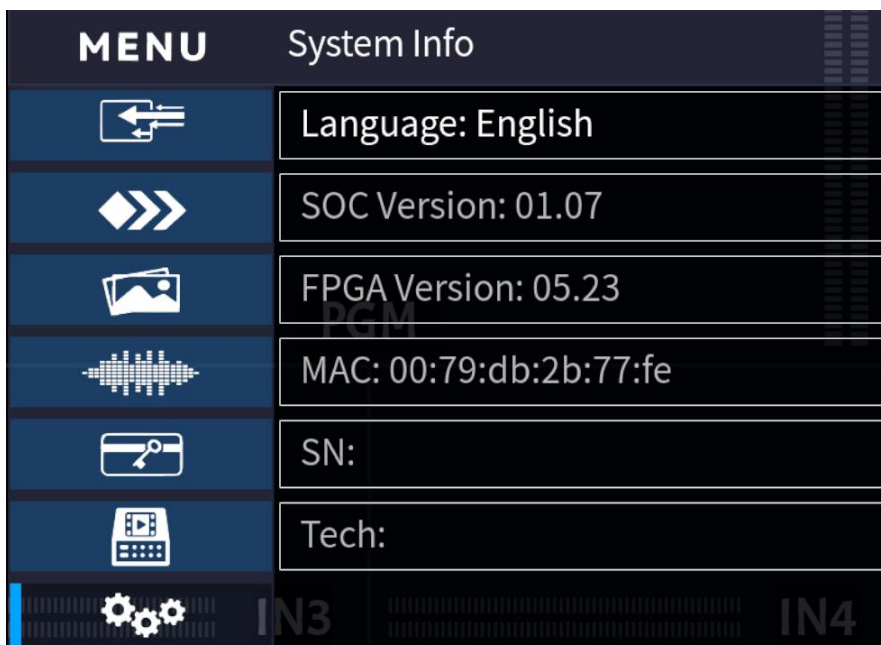 MENU System Info
Language: English
SOC Version: 01.07
FPGA Version: 05.23
PGM
MAC: 00:79:db:2b:77:fe
SN:
Tech:
IN3 IN4